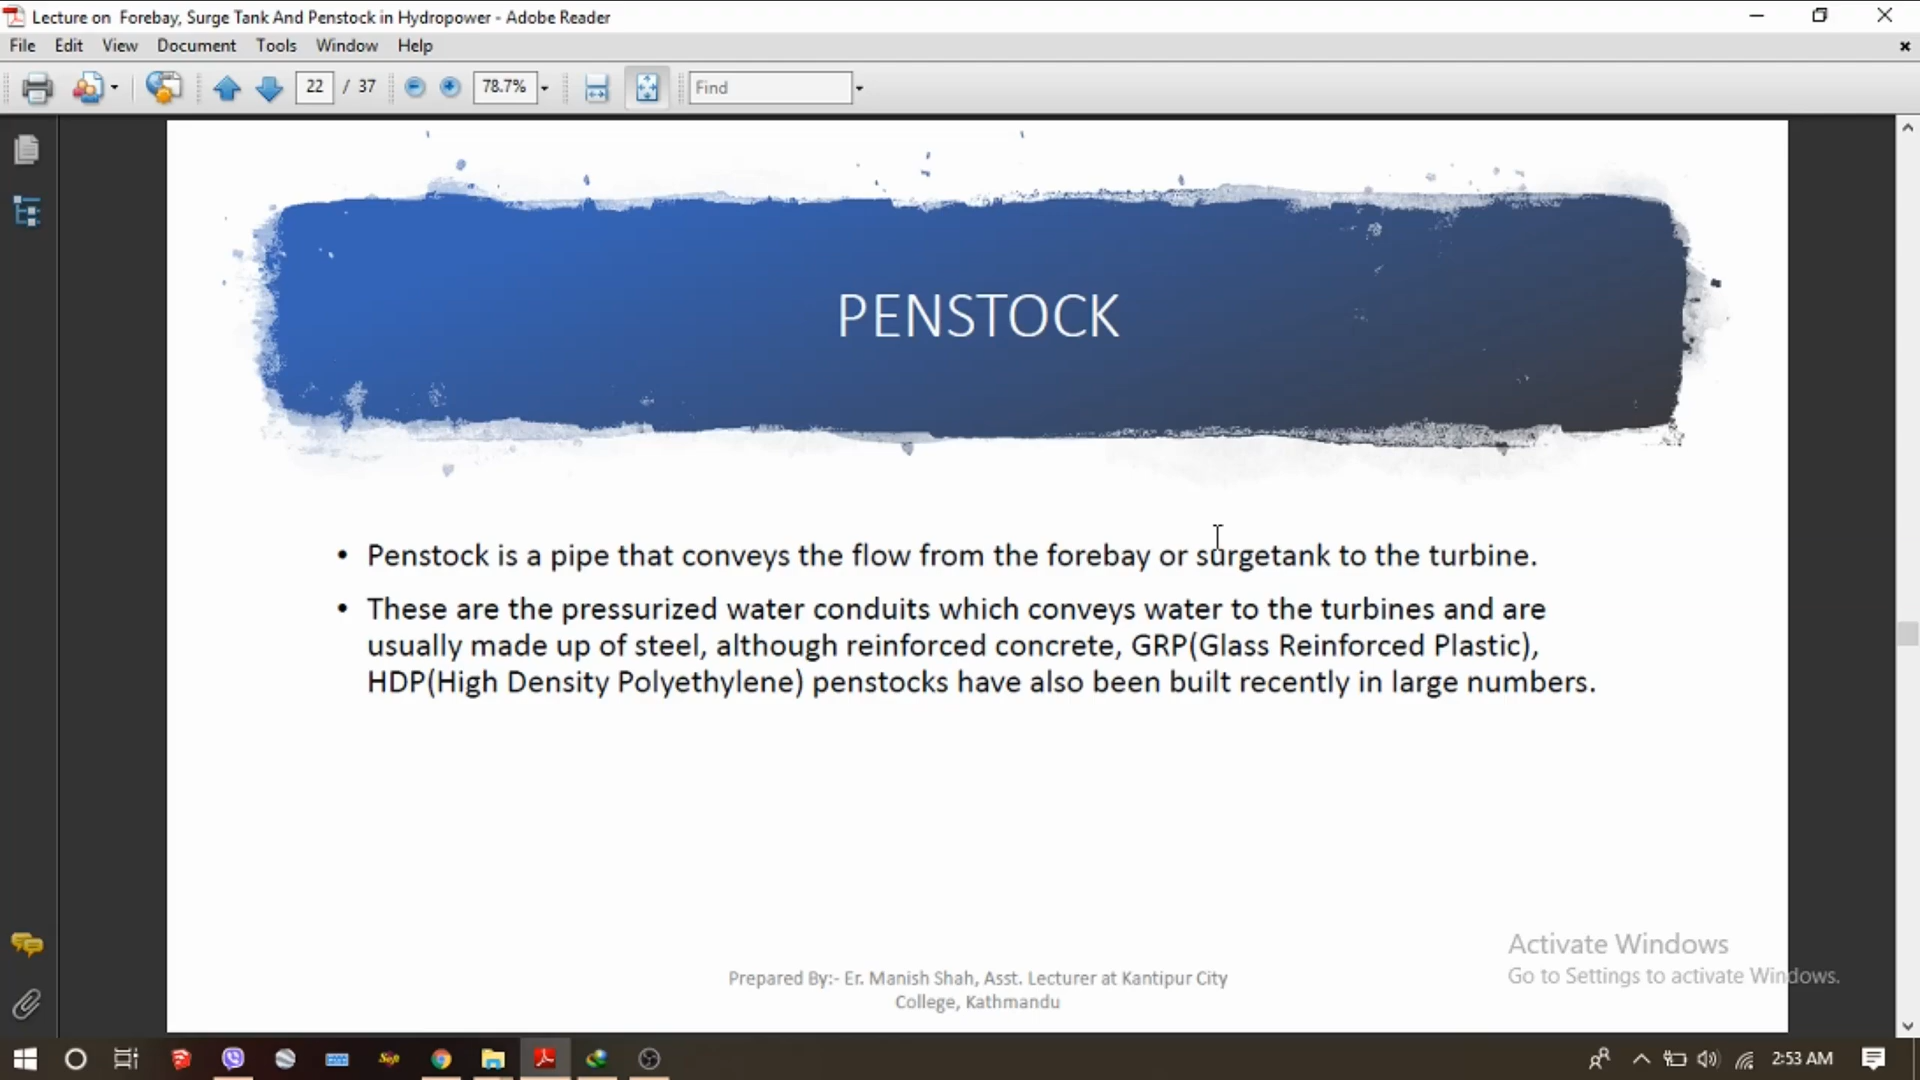 Lecture on  Forebay, Surge Tank And Penstock in Hydropower - Adobe Reader
File Edit View Document Tools Window Help
22 / 37 78.7% Find
PENSTOCK
• Penstock is a pipe that conveys the flow from the forebay or surgetank to the turbine.
• These are the pressurized water conduits which conveys water to the turbines and are
usually made up of steel, although reinforced concrete, GRP(Glass Reinforced Plastic),
HDP(High Density Polyethylene) penstocks have also been built recently in large numbers.
Activate Windows
Go to Settings to activate Windows.
Prepared By:- Er. Manish Shah, Asst. Lecturer at Kantipur City
College, Kathmandu
2:53 AM